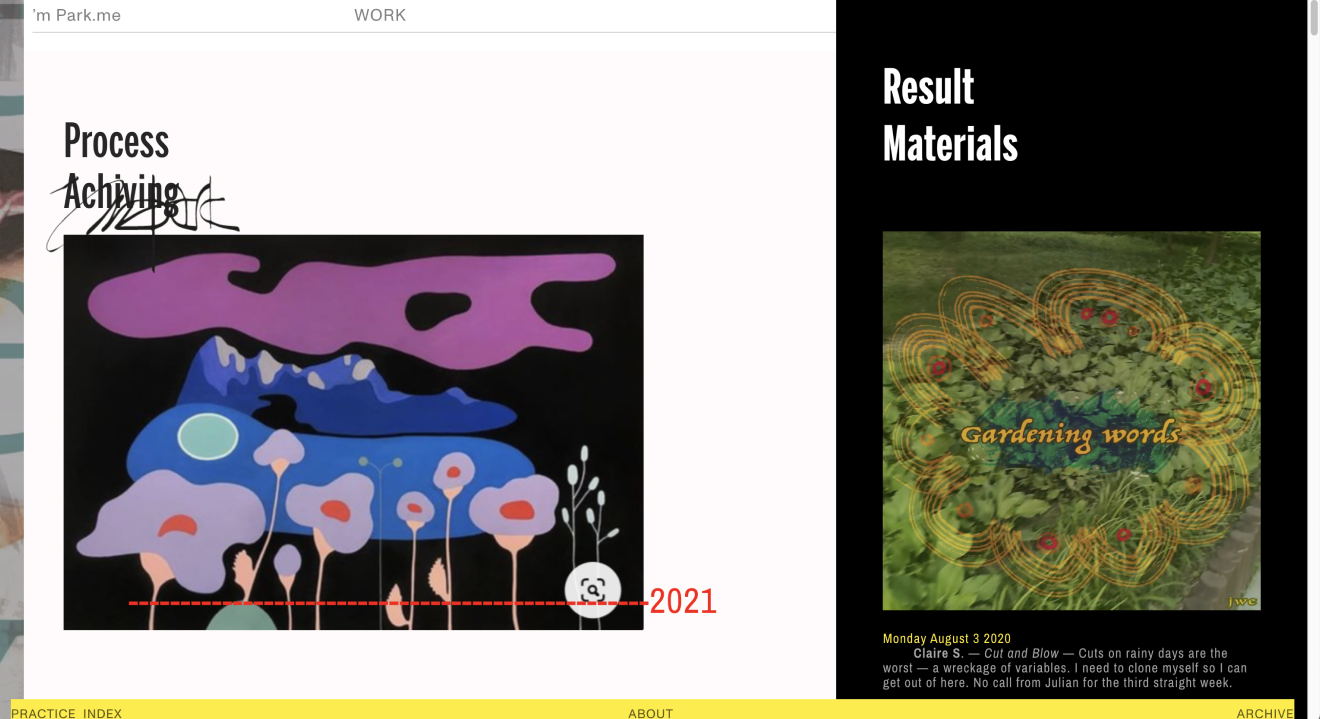 'm Park.me
WORK
Process
Achiving
2021
Result
Materials
Gardening words
jwc
Monday August 3 2020
Claire S. — Cut and Blow — Cuts on rainy days are the
worst — a wreckage of variables. I need to clone myself so I can
get out of here. No call from Julian for the third straight week.
PRACTICE INDEX
ABOUT
ARCHIVE